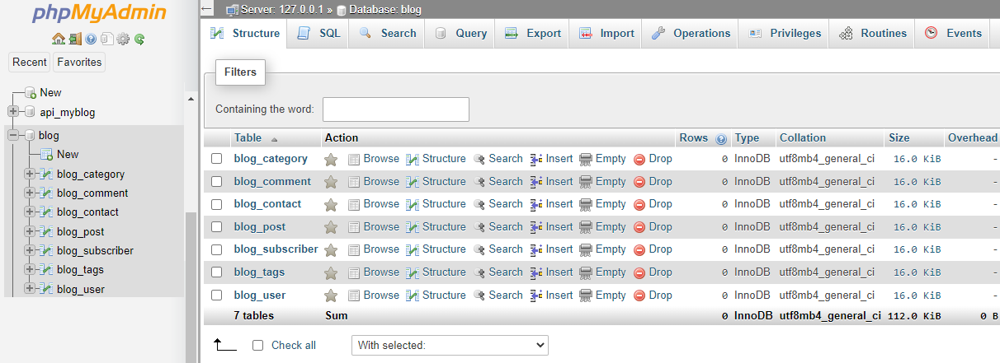 phpMyAdmin
Recent Favorites
New
api_myblog
blog
New
blog_category
blog_comment
blog_contact
blog_post
blog_subscriber
blog_tags
blog_user
Server: 127.0.0.1 » Database: blog
Structure SQL Search Query Export Import Operations Privileges Routines Events
Filters
Containing the word:
Table Action Rows Type Collation Size Overhead
blog_category Browse Structure Search Insert Empty Drop 0 InnoDB utf8mb4_general_ci 16.0 KiB -
blog_comment Browse Structure Search Insert Empty Drop 0 InnoDB utf8mb4_general_ci 16.0 KiB -
blog_contact Browse Structure Search Insert Empty Drop 0 InnoDB utf8mb4_general_ci 16.0 KiB -
blog_post Browse Structure Search Insert Empty Drop 0 InnoDB utf8mb4_general_ci 16.0 KiB -
blog_subscriber Browse Structure Search Insert Empty Drop 0 InnoDB utf8mb4_general_ci 16.0 KiB -
blog_tags Browse Structure Search Insert Empty Drop 0 InnoDB utf8mb4_general_ci 16.0 KiB -
blog_user Browse Structure Search Insert Empty Drop 0 InnoDB utf8mb4_general_ci 16.0 KiB -
7 tables Sum 0 InnoDB utf8mb4_general_ci 112.0 KiB 0 B
Check all With selected: